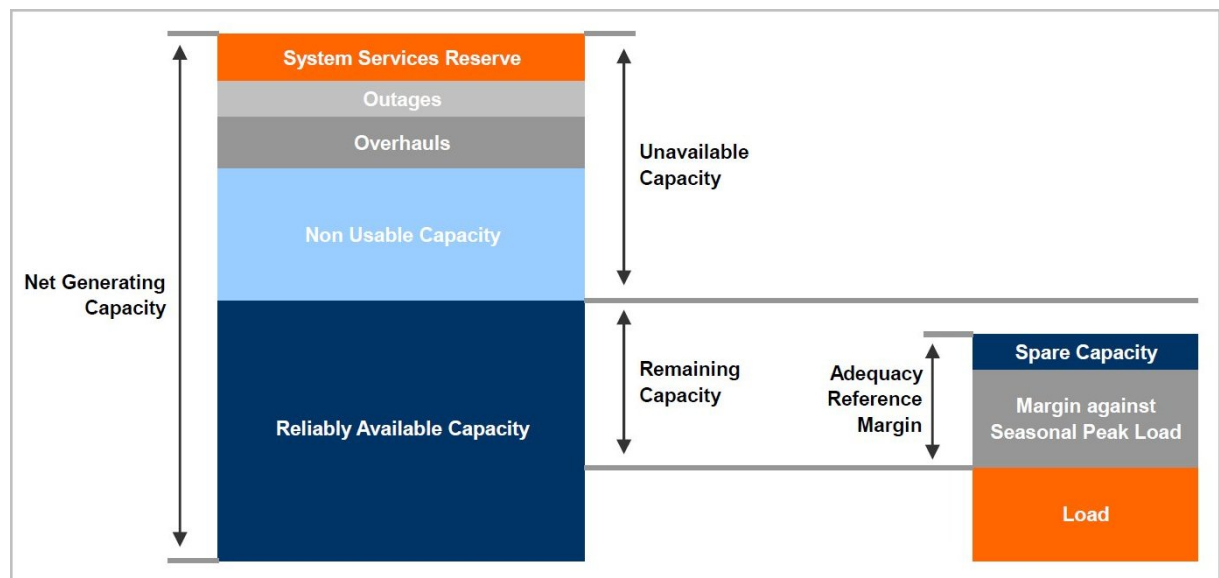 System Services Reserve
Outages
Overhauls
Non Usable Capacity
Reliably Available Capacity
Net Generating
Capacity
Unavailable
Capacity
Remaining
Capacity
Adequacy
Reference
Margin
Spare Capacity
Margin against
Seasonal Peak Load
Load